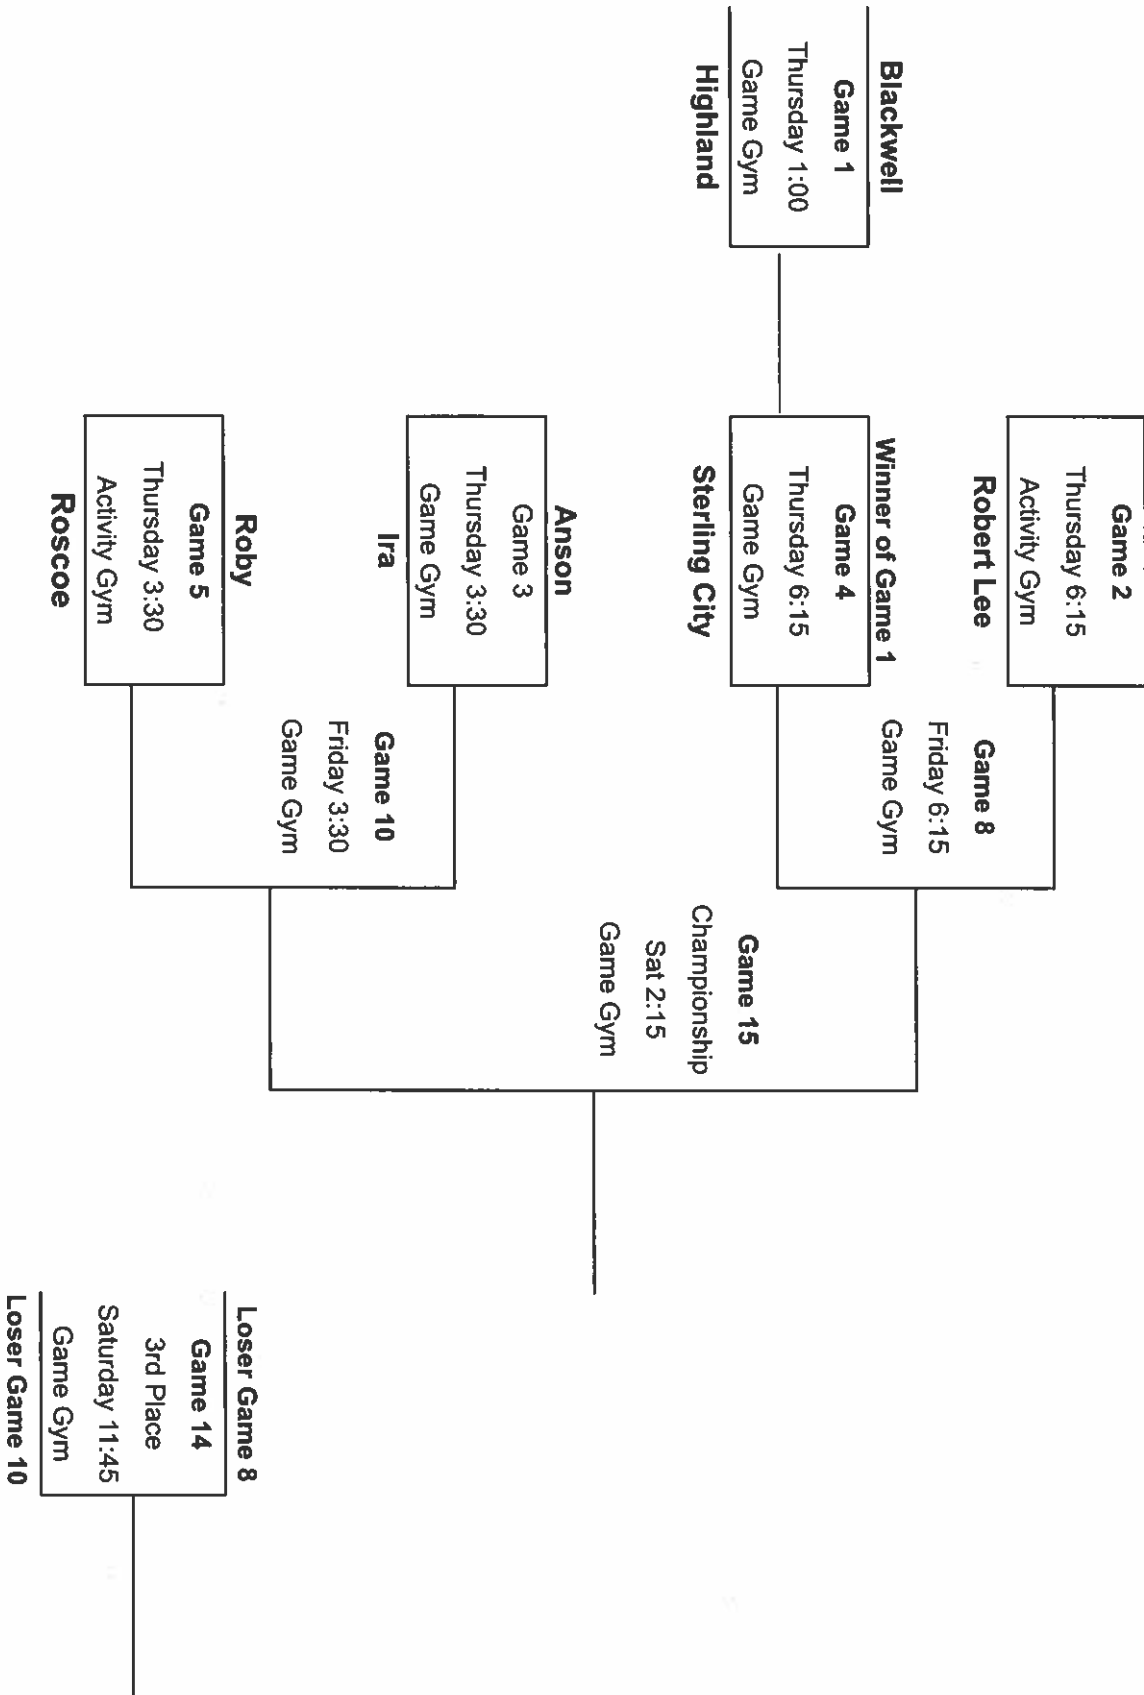 Game 2
Thursday 6:15
Activity Gym
Robert Lee
Blackwell
Game 1
Thursday 1:00
Game Gym
Highland
Winner of Game 1
Game 4
Thursday 6:15
Game Gym
Sterling City
Game 8
Friday 6:15
Game Gym
Anson
Game 3
Thursday 3:30
Game Gym
Ira
Roby
Game 5
Thursday 3:30
Activity Gym
Roscoe
Game 10
Friday 3:30
Game Gym
Game 15
Championship
Sat 2:15
Game Gym
Loser Game 8
Game 14
3rd Place
Saturday 11:45
Game Gym
Loser Game 10